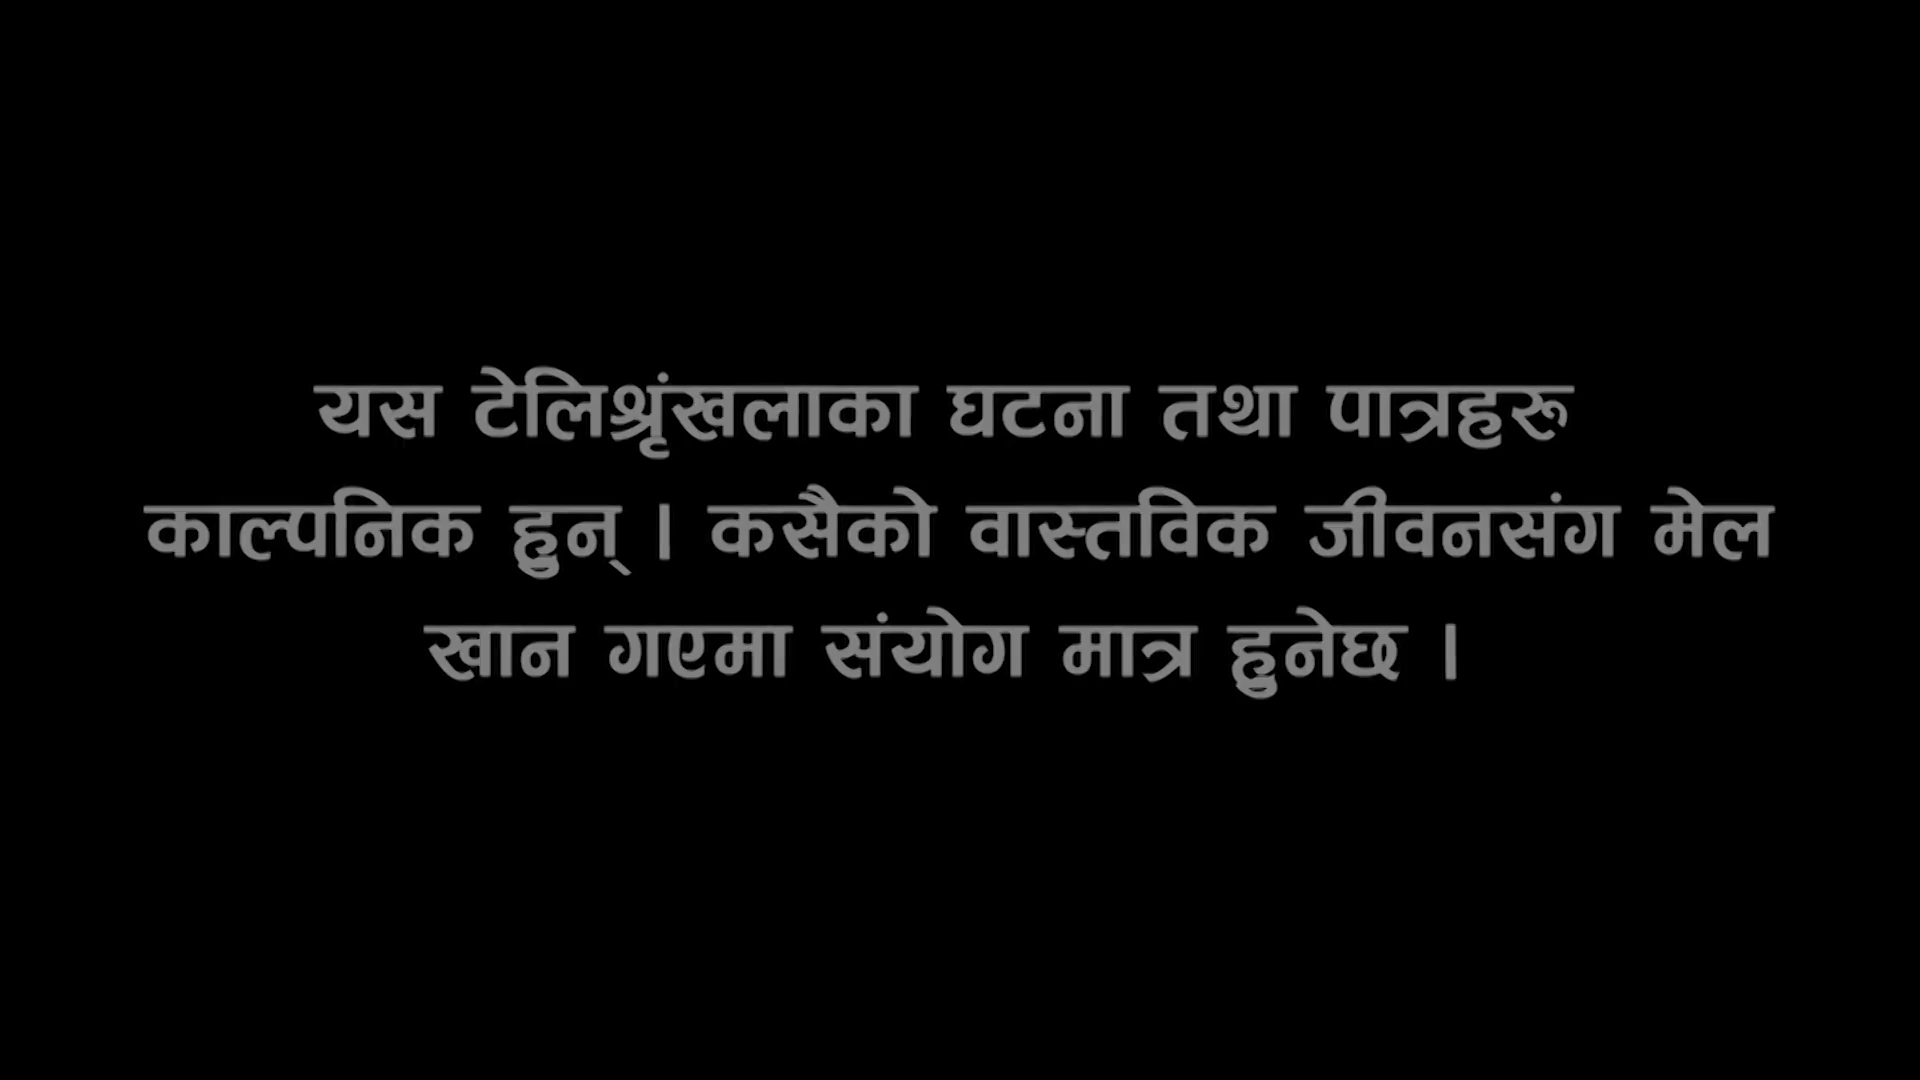 यस टेलिश्रृंखलाका घटना तथा पात्रहरू
काल्पनिक हुन् । कसैको वास्तविक जीवनसंग मेल
खान गएमा संयोग मात्र हुनेछ ।